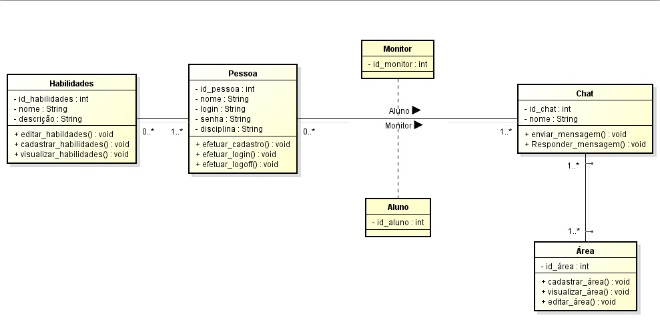 Habilidades
- id_habilidades : int
- nome : String
- descrição : String
+ editar_habilidades() : void
+ cadastrar_habilidades() : void
+ visualizar_habilidades() : void
0..*
1..*
Pessoa
- id_pessoa : int
- nome : String
- login : String
- senha : String
- disciplina : String
+ efetuar_cadastro() : void
+ efetuar_login() : void
+ efetuar_logoff() : void
0..*
Monitor
- id_monitor : int
Aluno
Monitor
Aluno
- id_aluno : int
1..*
Chat
- id_chat : int
- nome : String
+ enviar_mensagem() : void
+ Responder_mensagem() : void
1..*
1..*
Área
- id_área : int
+ cadastrar_área() : void
+ visualizar_área() : void
+ editar_área() : void